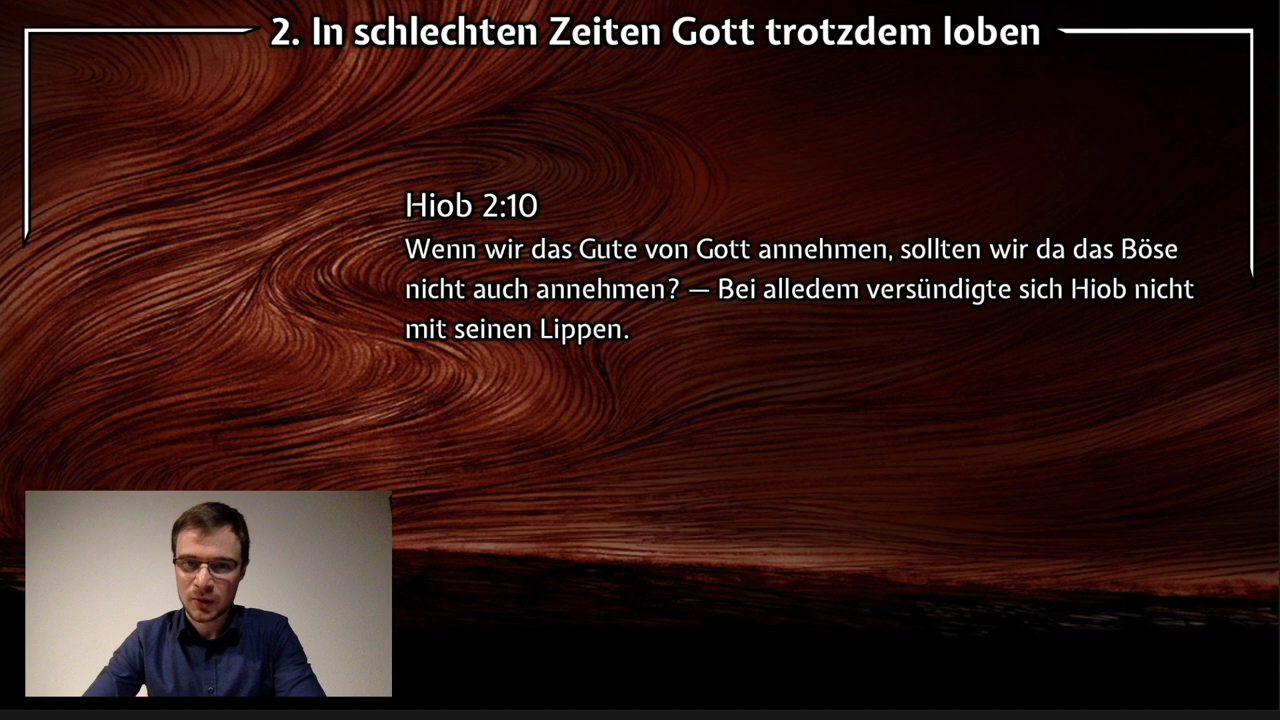 2. In schlechten Zeiten Gott trotzdem loben
Hiob 2:10
Wenn wir das Gute von Gott annehmen, sollten wir da das Böse
nicht auch annehmen? — Bei alledem versündigte sich Hiob nicht
mit seinen Lippen.